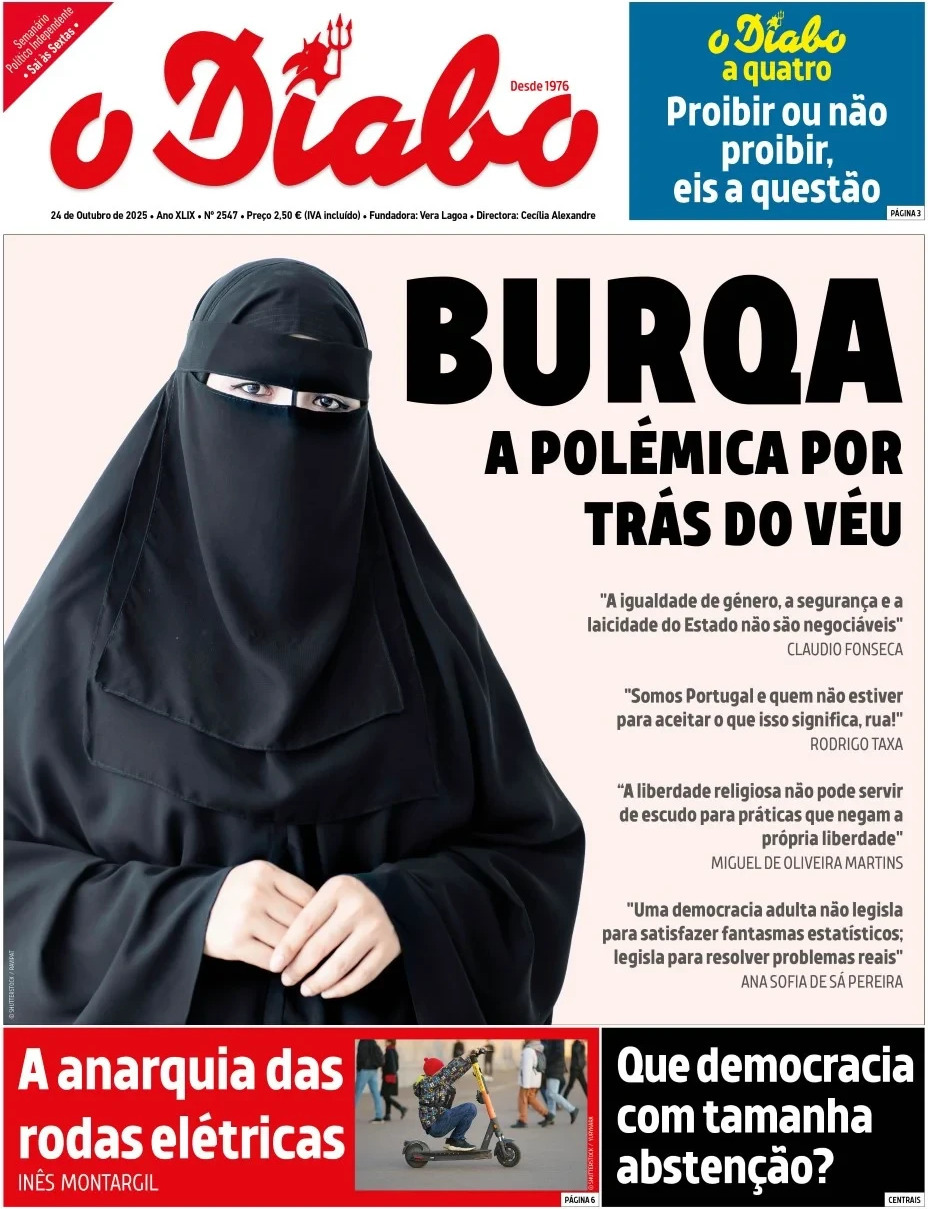 Semanário
Político Independente
• Sai às Sextas •
o Diabo
Desde 1976
24 de Outubro de 2025 • Ano XLIX • Nº 2547 • Preço 2,50 € (IVA incluído) • Fundadora: Vera Lagoa • Directora: Cecília Alexandre
o Diabo
a quatro
Proibir ou não
proibir,
eis a questão
PÁGINA 3
BURQA
A POLÉMICA POR
TRÁS DO VÉU
"A igualdade de género, a segurança e a
laicidade do Estado não são negociáveis"
CLAUDIO FONSECA
"Somos Portugal e quem não estiver
para aceitar o que isso significa, rua!"
RODRIGO TAXA
“A liberdade religiosa não pode servir
de escudo para práticas que negam a
própria liberdade"
MIGUEL DE OLIVEIRA MARTINS
"Uma democracia adulta não legisla
para satisfazer fantasmas estatísticos;
legisla para resolver problemas reais"
ANA SOFIA DE SÁ PEREIRA
© SHUTTERSTOCK / RAWPAT
A anarquia das
rodas elétricas
INÊS MONTARGIL
© SHUTTERSTOCK / YURYKARA
PÁGINA 6
Que democracia
com tamanha
abstenção?
CENTRAIS